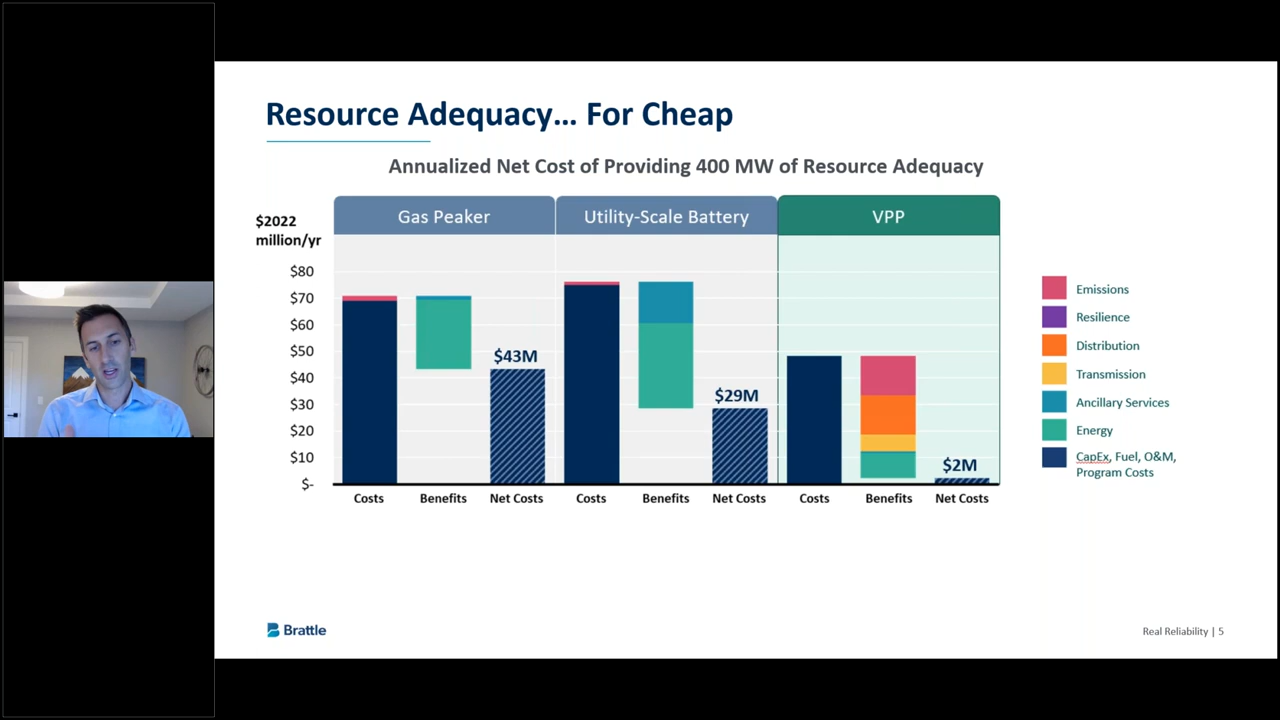 Resource Adequacy… For Cheap
Annualized Net Cost of Providing 400 MW of Resource Adequacy
$2022
million/yr
Gas Peaker
Utility-Scale Battery
VPP
$80
$70
$60
$50
$40
$30
$20
$10
$-
$43M
$29M
$2M
Costs
Benefits
Net Costs
Costs
Benefits
Net Costs
Costs
Benefits
Net Costs
Emissions
Resilience
Distribution
Transmission
Ancillary Services
Energy
CapEx, Fuel, O&M,
Program Costs
Brattle
Real Reliability | 5